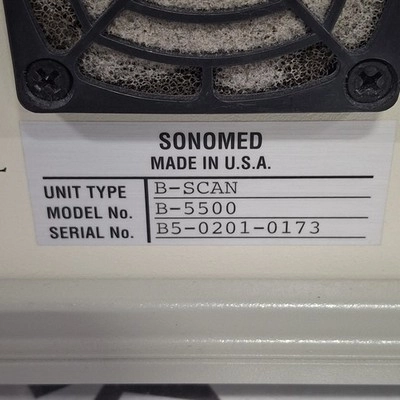 SONOMED
MADE IN U.S.A.
UNIT TYPE B-SCAN
MODEL No. B-5500
SERIAL No. B5-0201-0173